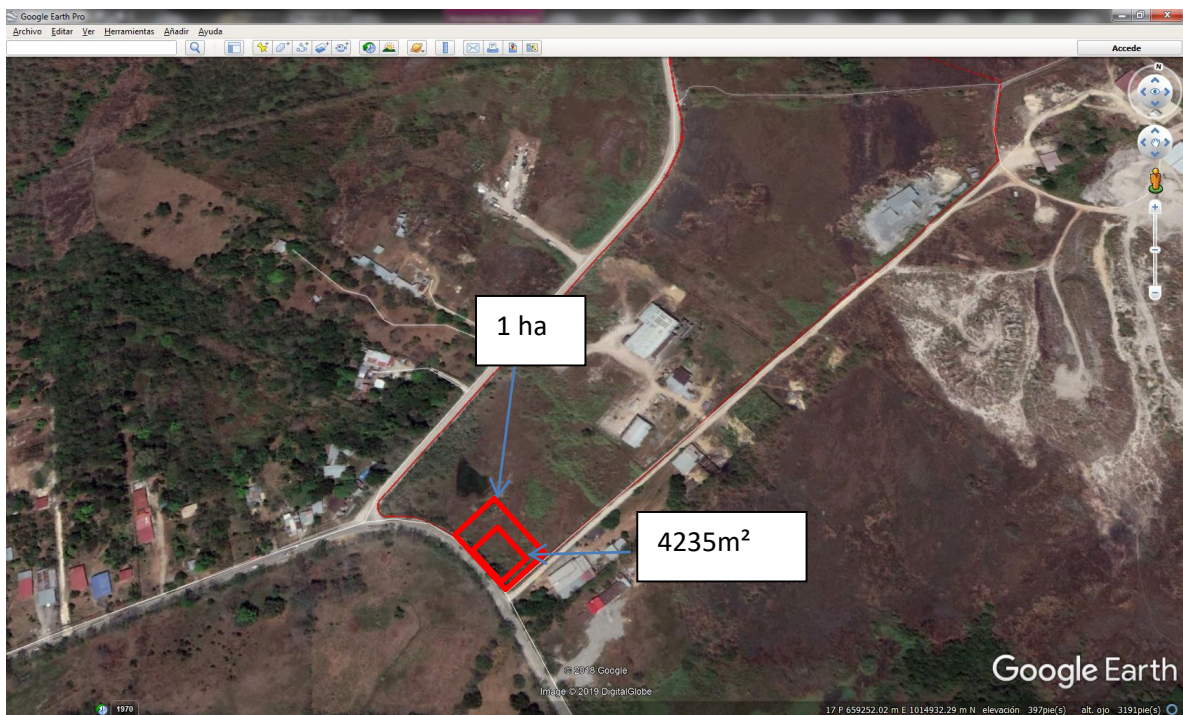 Google Earth Pro
Archivo Editar Ver Herramientas Añadir Ayuda
Accede
N
1 ha
4235m²
© 2018 Google
Image © 2019 DigitalGlobe
Google Earth
1970
17 P 659252.02 m E 1014932.29 m N elevación 397pie(s) alt. ojo 3191pie(s)